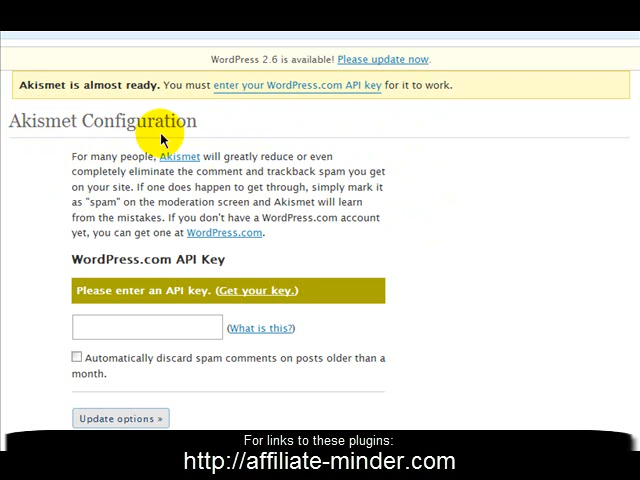 WordPress 2.6 is available! Please update now.
Akismet is almost ready. You must enter your WordPress.com API key for it to work.
Akismet Configuration
For many people, Akismet will greatly reduce or even
completely eliminate the comment and trackback spam you get
on your site. If one does happen to get through, simply mark it
as "spam" on the moderation screen and Akismet will learn
from the mistakes. If you don't have a WordPress.com account
yet, you can get one at WordPress.com.
WordPress.com API Key
Please enter an API key. (Get your key.)
(What is this?)
Automatically discard spam comments on posts older than a
month.
Update options »
For links to these plugins:
http://affiliate-minder.com